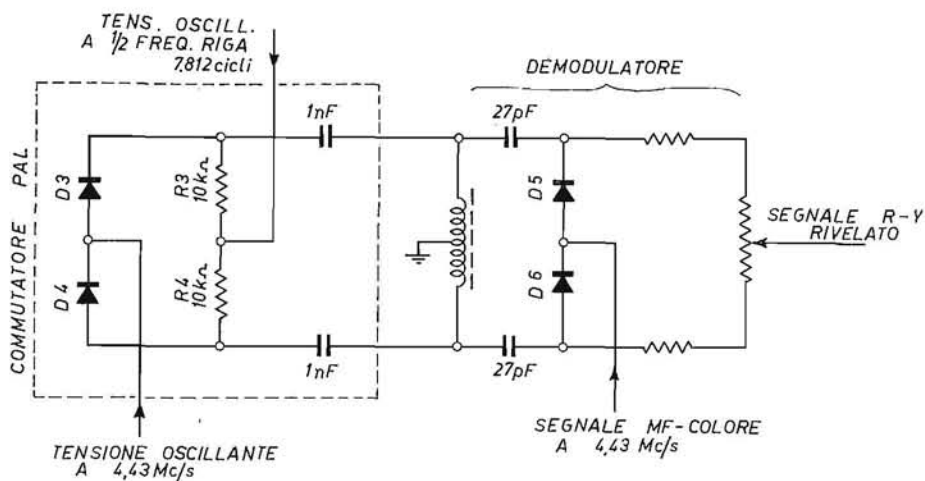 TENS. OSCILL.
A ½ FREQ. RIGA
7.812 cicli
DEMODULATORE
COMMUTATORE PAL
1nF
27pF
D3
R3
10kΩ
D5
SEGNALE R-Y
RIVELATO
D4
R4
10kΩ
D6
1nF
27pF
TENSIONE OSCILLANTE
A 4,43 Mc/s
SEGNALE MF-COLORE
A 4,43 Mc/s